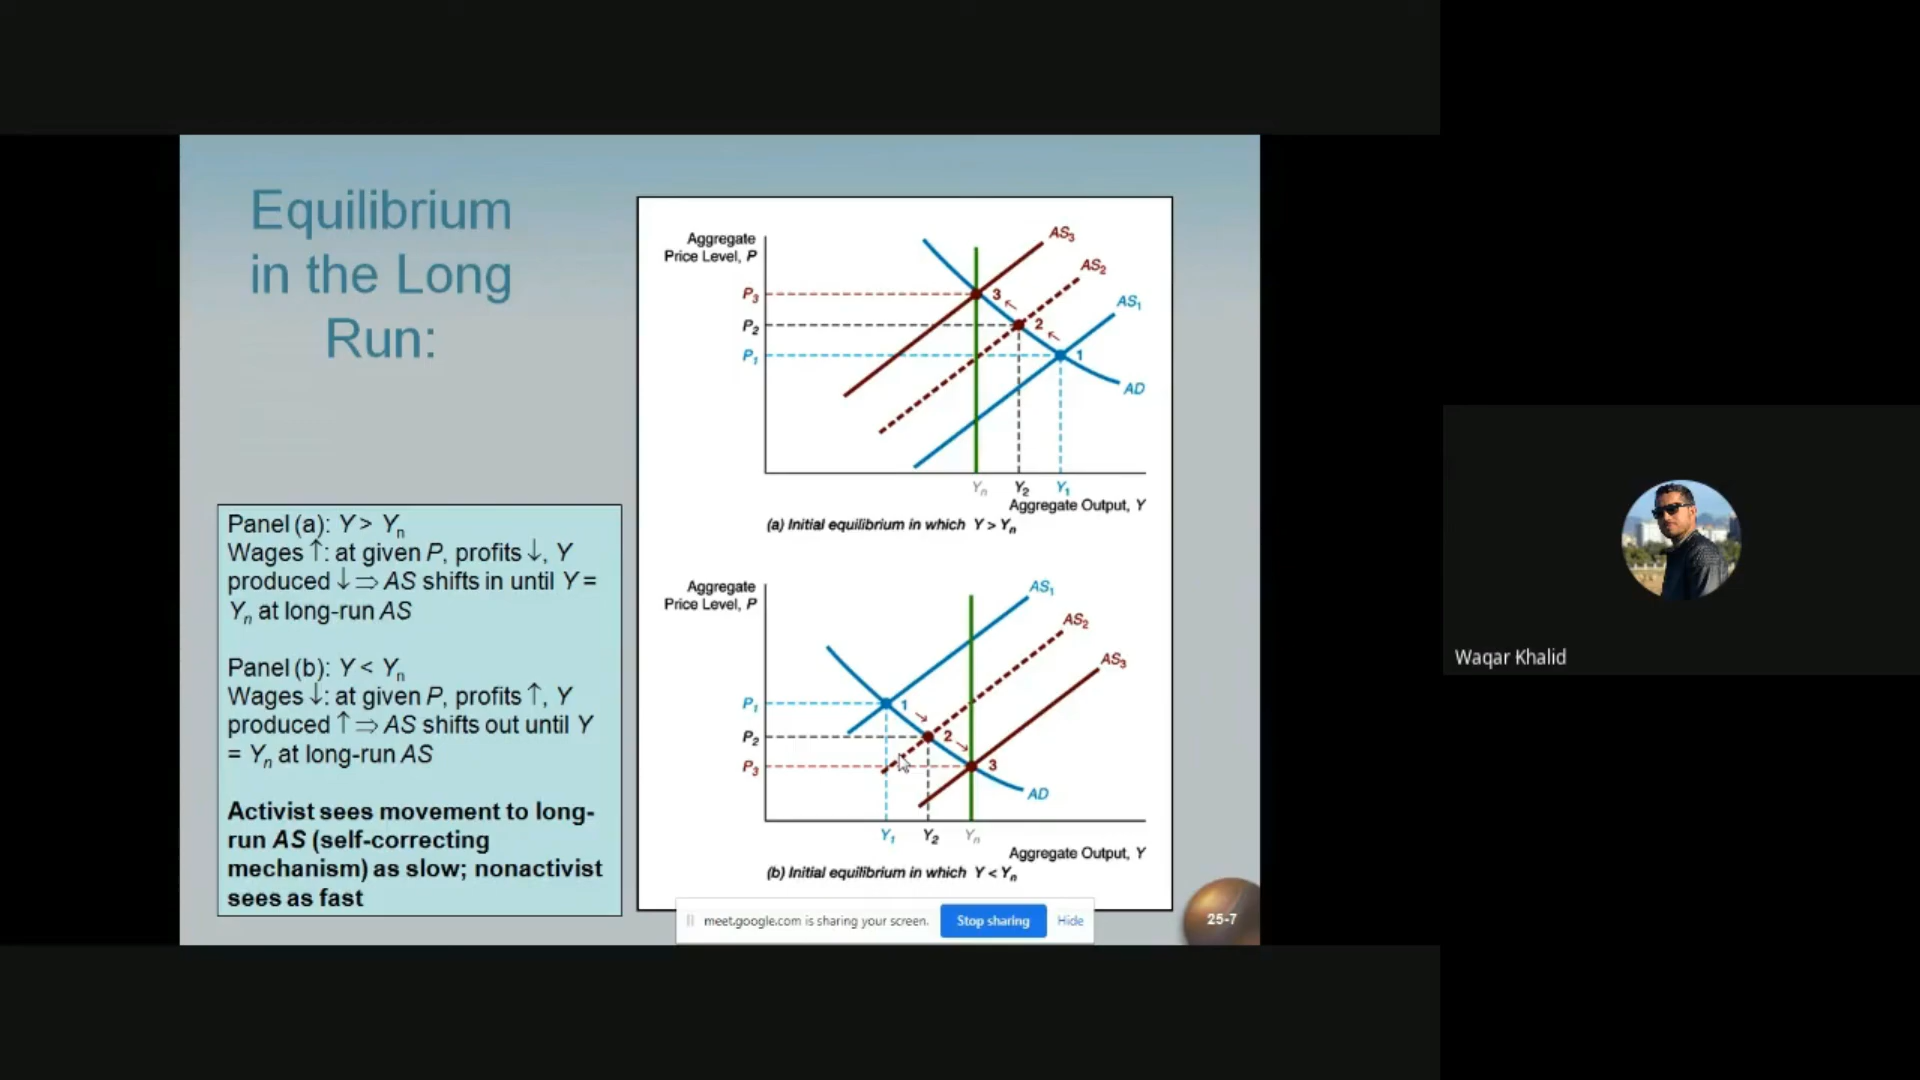 Equilibrium
in the Long
Run:
Panel (a): Y > Yn
Wages ↑: at given P, profits ↓, Y
produced ↓ ⇒ AS shifts in until Y =
Yn at long-run AS
Panel (b): Y < Yn
Wages ↓: at given P, profits ↑, Y
produced ↑ ⇒ AS shifts out until Y
= Yn at long-run AS
Activist sees movement to long-
run AS (self-correcting
mechanism) as slow; nonactivist
sees as fast
Aggregate
Price Level, P
AS3
AS2
AS1
P3
3
P2
2
P1
1
AD
Yn Y2 Y1
Aggregate Output, Y
(a) Initial equilibrium in which Y > Yn
Aggregate
Price Level, P
AS1
AS2
AS3
P1
1
P2
2
P3
3
AD
Y1 Y2 Yn
Aggregate Output, Y
(b) Initial equilibrium in which Y < Yn
meet.google.com is sharing your screen. Stop sharing Hide
25-7
Waqar Khalid